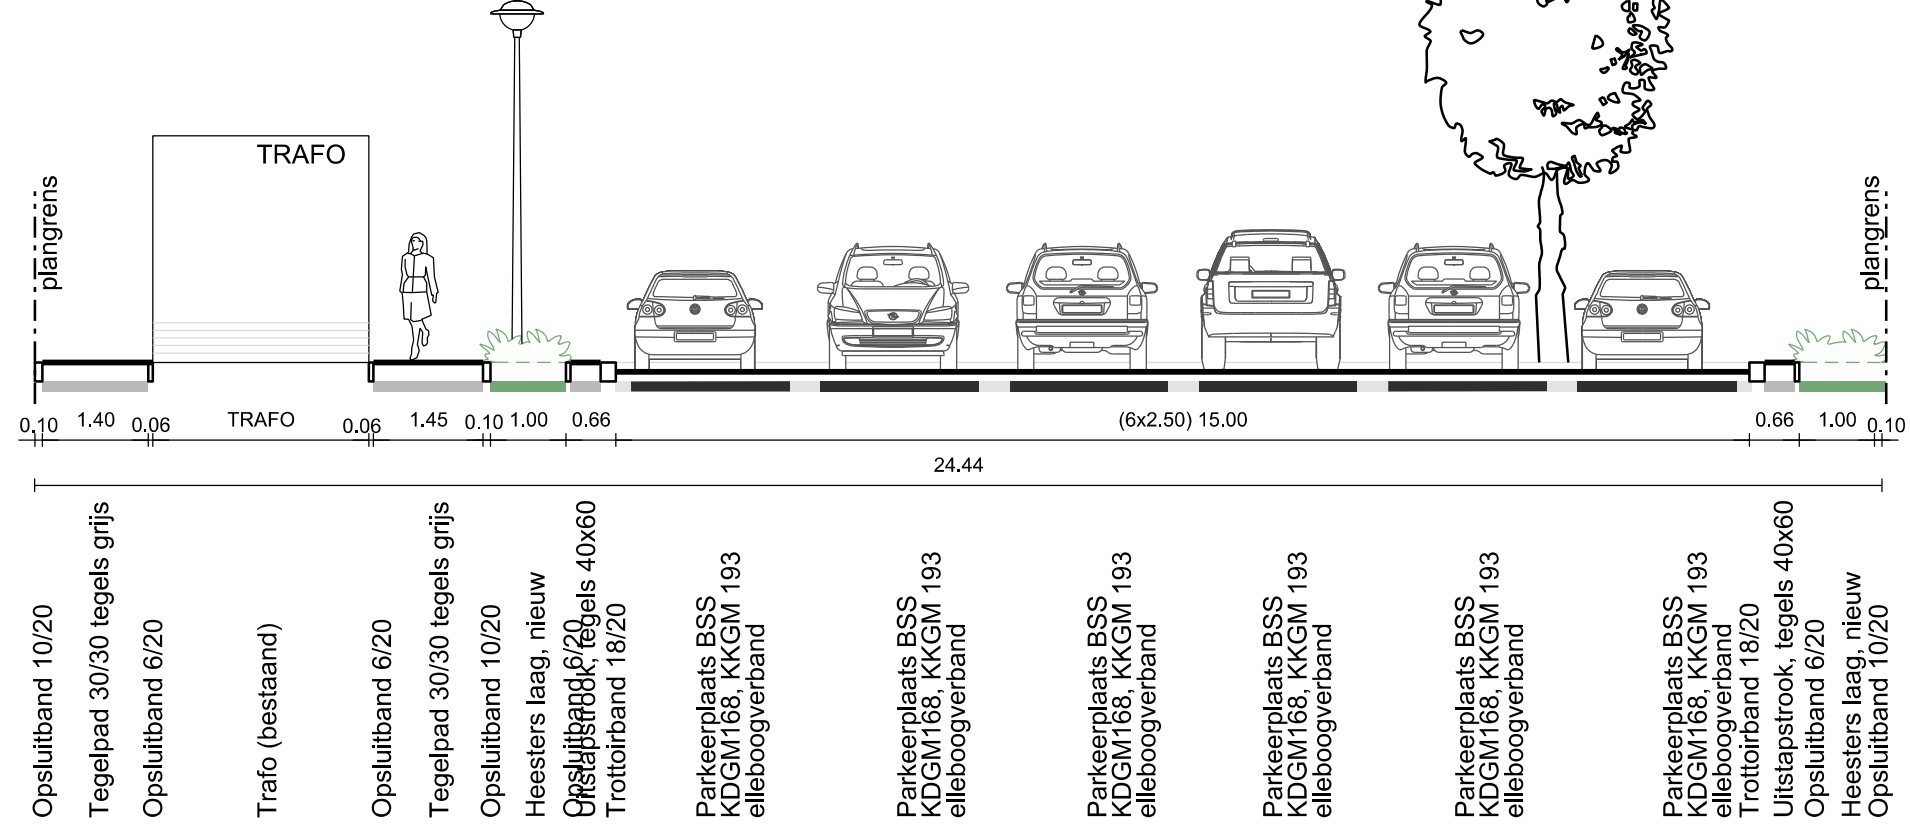 TRAFO
plangrens
plangrens
0.10 1.40 0.06 TRAFO 0.06 1.45 0.10 1.00 0.66 (6x2.50) 15.00 0.66 1.00 0.10
24.44
Opsluitband 10/20
Tegelpad 30/30 tegels grijs
Opsluitband 6/20
Trafo (bestaand)
Opsluitband 6/20
Tegelpad 30/30 tegels grijs
Opsluitband 10/20
Heesters laag, nieuw
Opsluitband 6/20
Uitstapstrook, tegels 40x60
Trottoirband 18/20
Parkeerplaats BSS
KDGM168, KKGM 193
elleboogverband
Parkeerplaats BSS
KDGM168, KKGM 193
elleboogverband
Parkeerplaats BSS
KDGM168, KKGM 193
elleboogverband
Parkeerplaats BSS
KDGM168, KKGM 193
elleboogverband
Parkeerplaats BSS
KDGM168, KKGM 193
elleboogverband
Parkeerplaats BSS
KDGM168, KKGM 193
elleboogverband
Trottoirband 18/20
Uitstapstrook, tegels 40x60
Opsluitband 6/20
Heesters laag, nieuw
Opsluitband 10/20